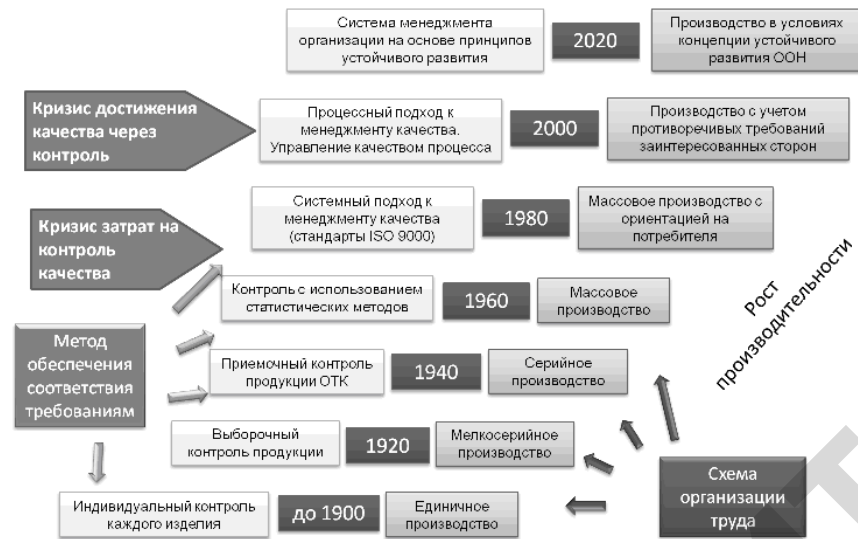 Система менеджмента
организации на основе принципов
устойчивого развития
2020
Производство в условиях
концепции устойчивого
развития ООН
Кризис достижения
качества через
контроль
Процессный подход к
менеджменту качества.
Управление качеством процесса
2000
Производство с учетом
противоречивых требований
заинтересованных сторон
Кризис затрат на
контроль
качества
Системный подход к
менеджменту качества
(стандарты ISO 9000)
1980
Массовое производство с
ориентацией на
потребителя
Контроль с использованием
статистических методов
1960
Массовое
производство
Рост
производительности
Метод
обеспечения
соответствия
требованиям
Приемочный контроль
продукции ОТК
1940
Серийное
производство
Выборочный
контроль продукции
1920
Мелкосерийное
производство
Схема
организации
труда
Индивидуальный контроль
каждого изделия
до 1900
Единичное
производство